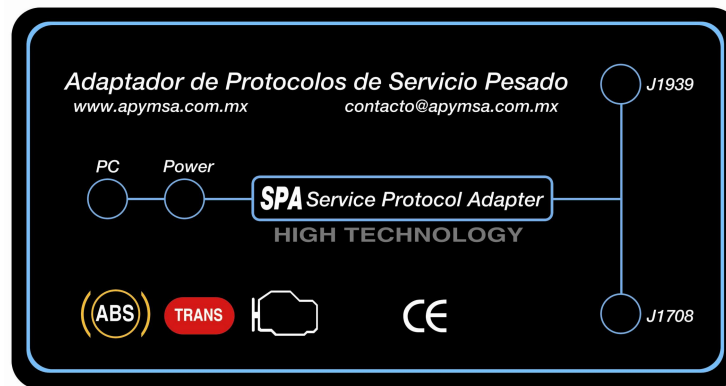 Adaptador de Protocolos de Servicio Pesado
www.apymsa.com.mx contacto@apymsa.com.mx
J1939
PC Power
SPA Service Protocol Adapter
HIGH TECHNOLOGY
ABS TRANS CE J1708